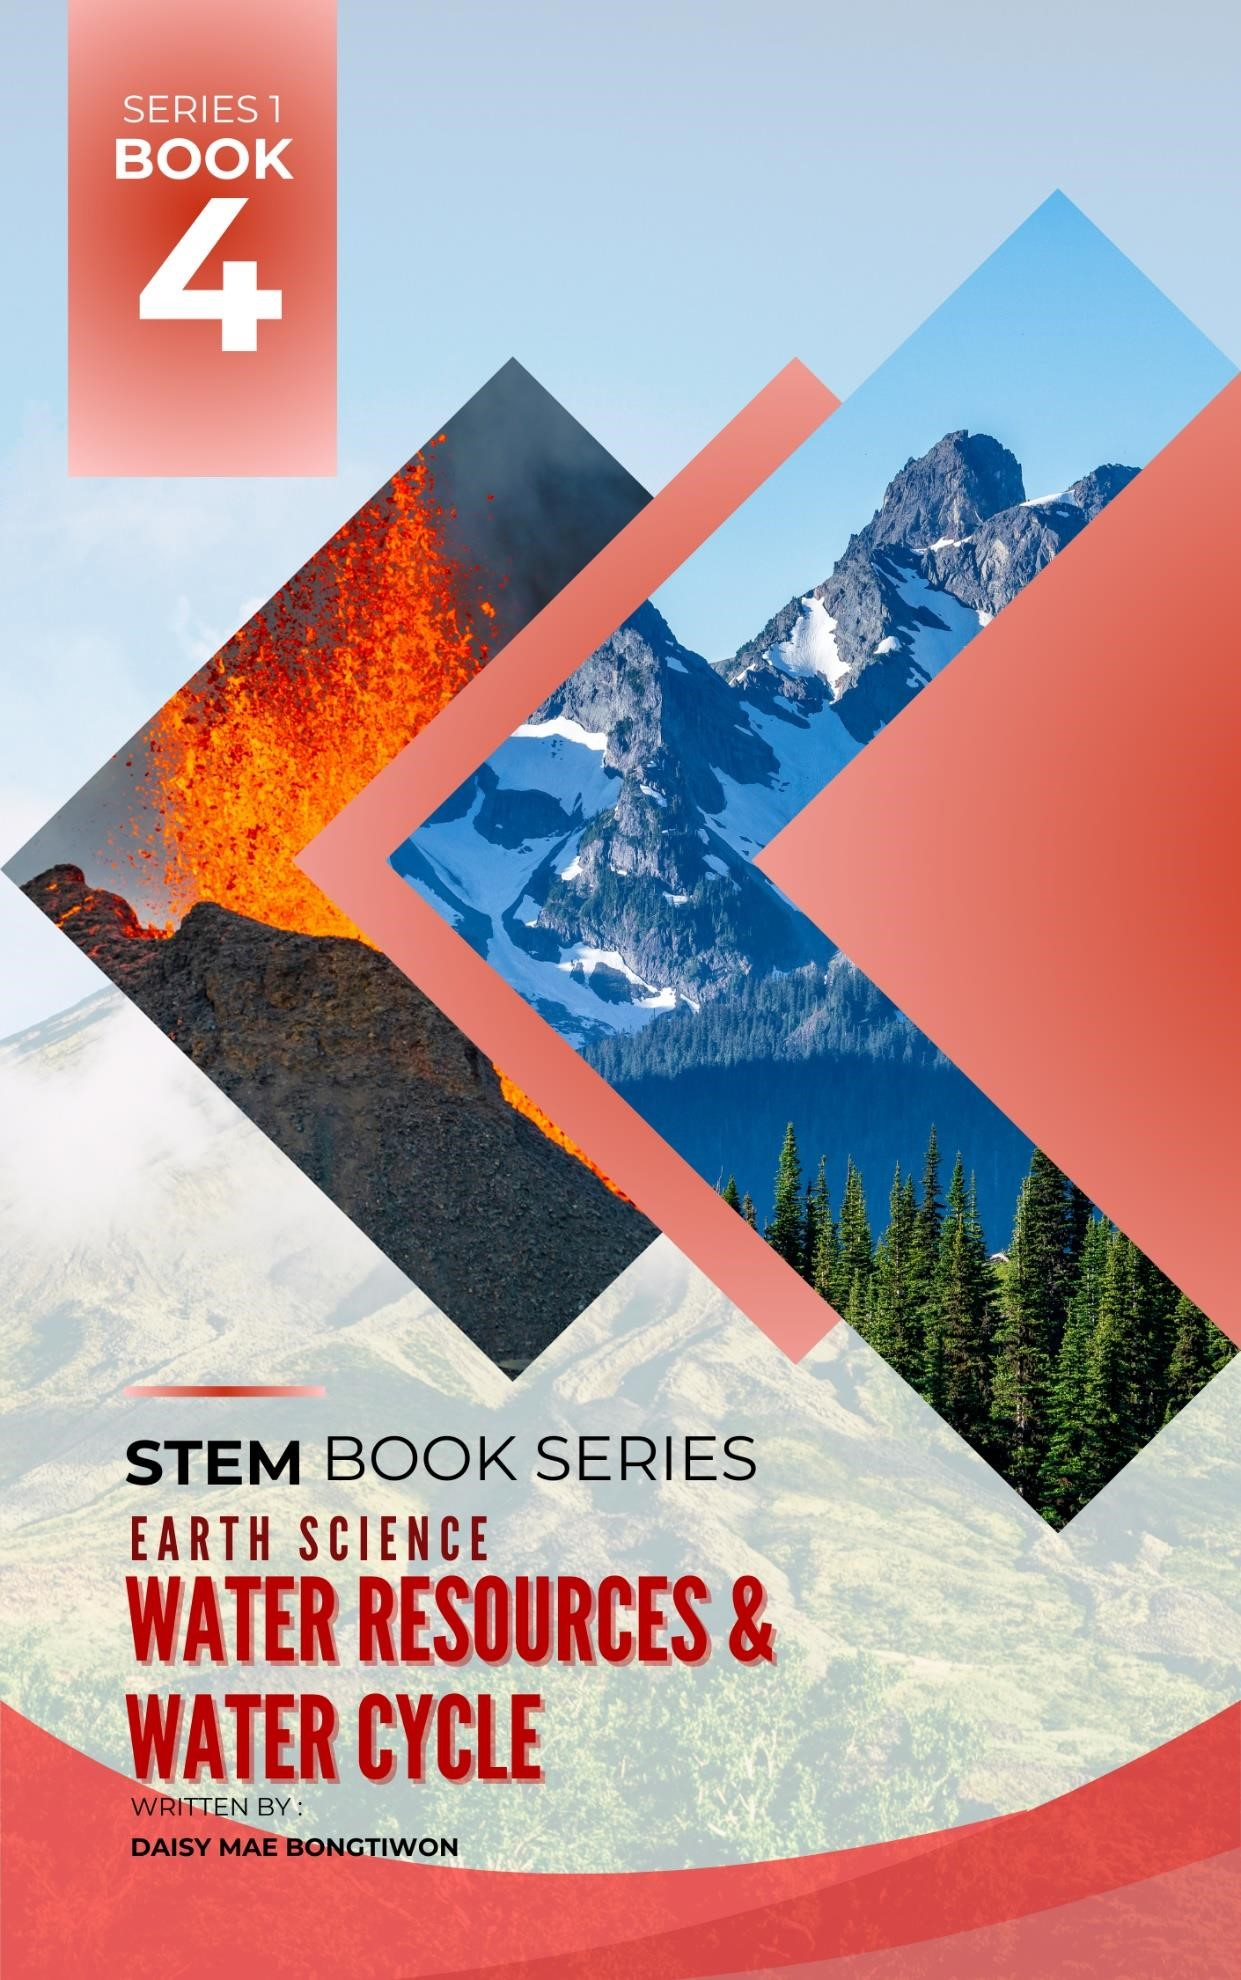 SERIES 1
BOOK
4
STEM BOOK SERIES
EARTH SCIENCE
WATER RESOURCES &
WATER CYCLE
WRITTEN BY :
DAISY MAE BONGTIWON